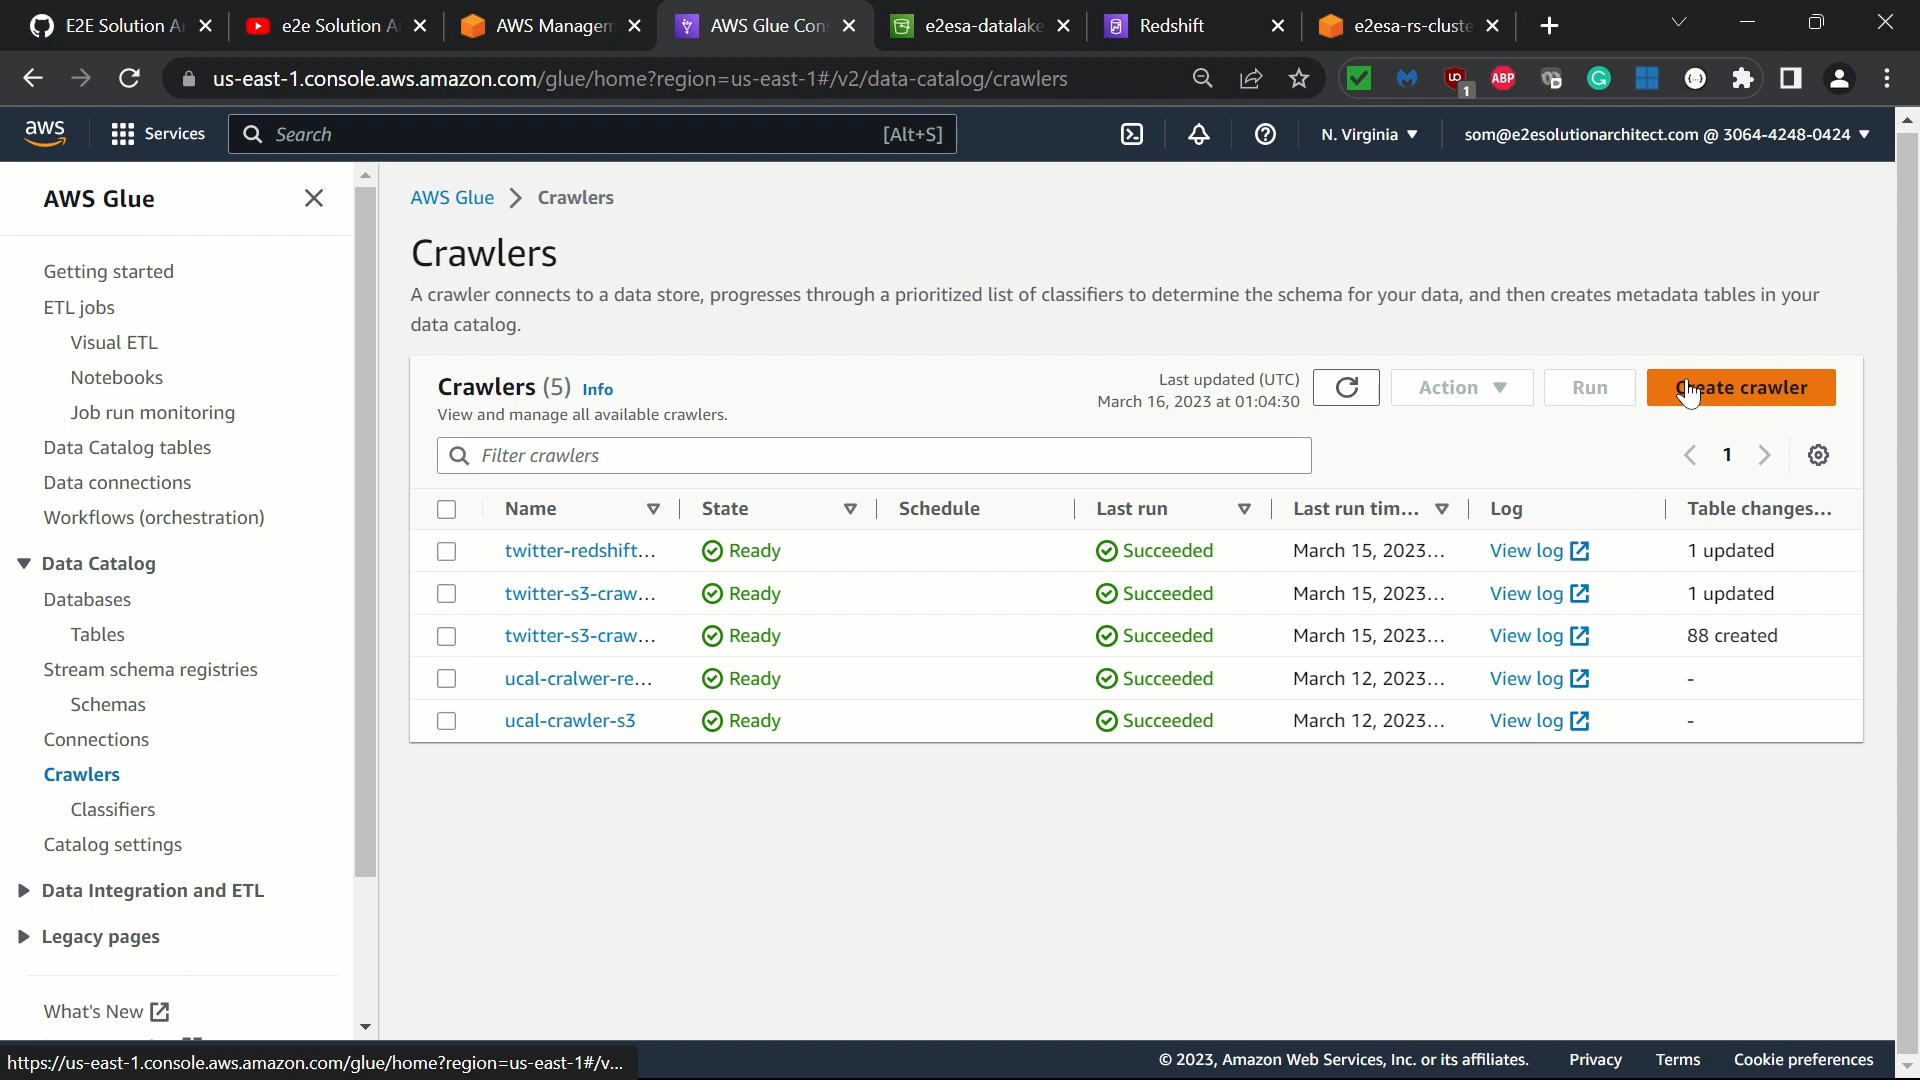 E2E Solution Ar
e2e Solution A
AWS Managem
AWS Glue Con
e2esa-datalake
Redshift
e2esa-rs-cluste
us-east-1.console.aws.amazon.com/glue/home?region=us-east-1#/v2/data-catalog/crawlers
1
ABP
aws
Services
Search
[Alt+S]
N. Virginia
som@e2esolutionarchitect.com @ 3064-4248-0424
AWS Glue
Getting started
ETL jobs
Visual ETL
Notebooks
Job run monitoring
Data Catalog tables
Data connections
Workflows (orchestration)
Data Catalog
Databases
Tables
Stream schema registries
Schemas
Connections
Crawlers
Classifiers
Catalog settings
Data Integration and ETL
Legacy pages
What's New
AWS Glue > Crawlers
Crawlers
A crawler connects to a data store, progresses through a prioritized list of classifiers to determine the schema for your data, and then creates metadata tables in your
data catalog.
Crawlers (5) Info
View and manage all available crawlers.
Last updated (UTC)
March 16, 2023 at 01:04:30
Action
Run
Create crawler
Filter crawlers
1
Name State Schedule Last run Last run tim... Log Table changes...
twitter-redshift... Ready Succeeded March 15, 2023... View log 1 updated
twitter-s3-craw... Ready Succeeded March 15, 2023... View log 1 updated
twitter-s3-craw... Ready Succeeded March 15, 2023... View log 88 created
ucal-cralwer-re... Ready Succeeded March 12, 2023... View log -
ucal-crawler-s3 Ready Succeeded March 12, 2023... View log -
https://us-east-1.console.aws.amazon.com/glue/home?region=us-east-1#/v...
© 2023, Amazon Web Services, Inc. or its affiliates. Privacy Terms Cookie preferences